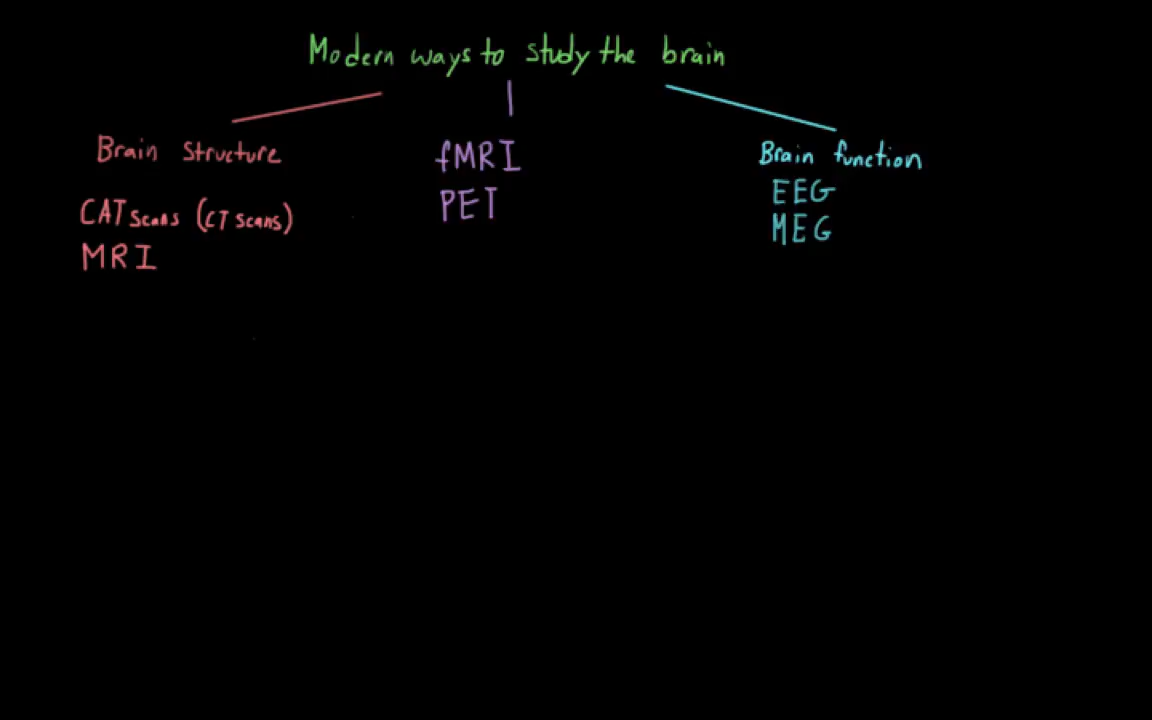 Modern ways to study the brain
Brain Structure
CAT scans (CT scans)
MRI
fMRI
PET
Brain function
EEG
MEG